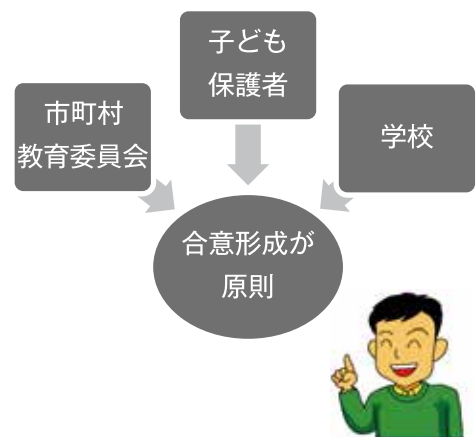 子ども
保護者
市町村
教育委員会
学校
合意形成が
原則